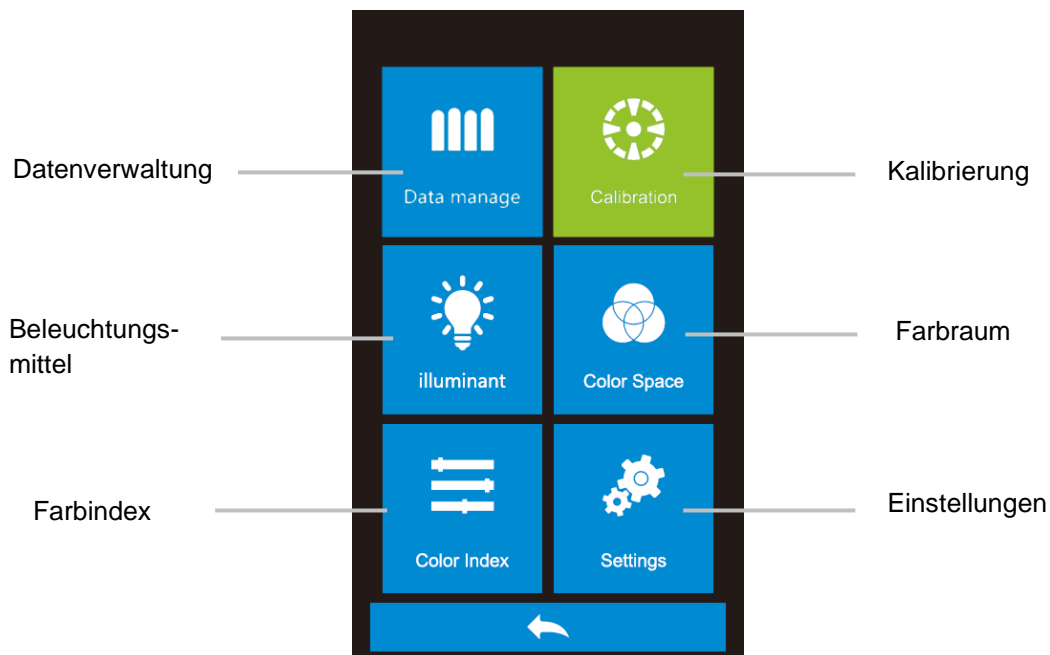 Datenverwaltung
Data manage
Calibration
Kalibrierung
Beleuchtungs-
mittel
illuminant
Color Space
Farbraum
Farbindex
Color Index
Settings
Einstellungen